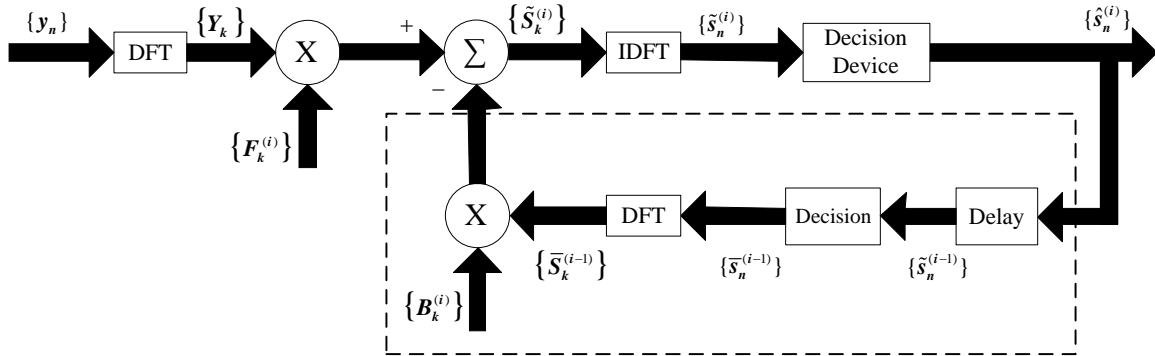 {y_n}
DFT
{Y_k}
X
{F_k^{(i)}}
+
−
Σ
{S̃_k^{(i)}}
IDFT
{s̃_n^{(i)}}
Decision
Device
{ŝ_n^{(i)}}
X
DFT
Decision
Delay
{S̄_k^{(i−1)}}
{s̄_n^{(i−1)}}
{s̃_n^{(i−1)}}
{B_k^{(i)}}